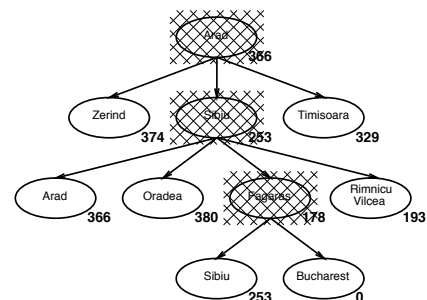 Arad
366
Zerind
374
Sibiu
253
Timisoara
329
Arad
366
Oradea
380
Fagaras
178
Rimnicu
Vilcea
193
Sibiu
253
Bucharest
0